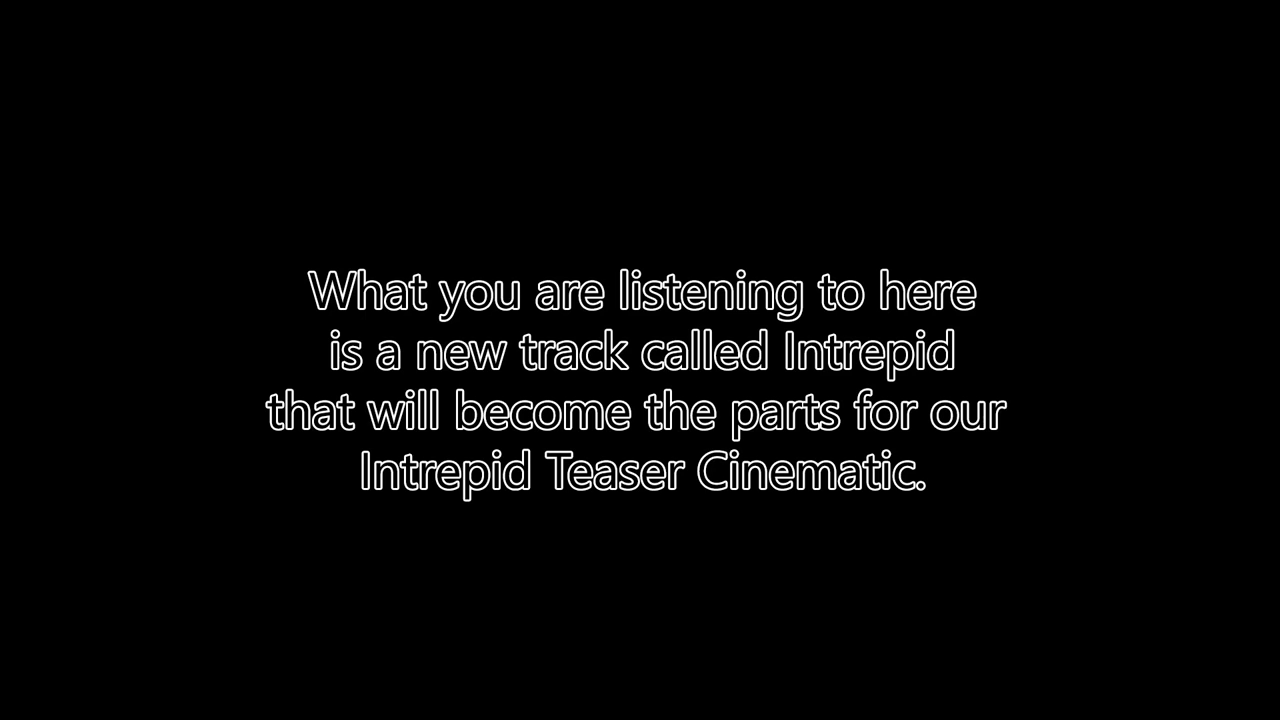 What you are listening to here
is a new track called Intrepid
that will become the parts for our
Intrepid Teaser Cinematic.